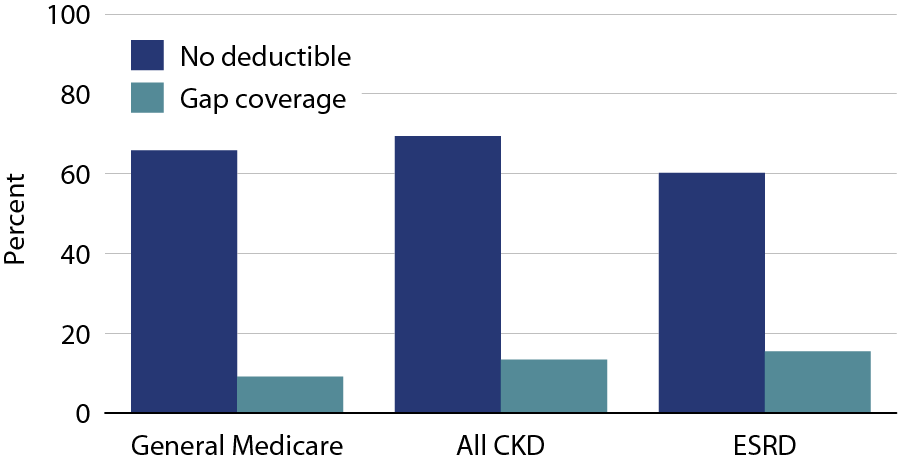 100
80
60
40
20
0
Percent
No deductible
Gap coverage
General Medicare
All CKD
ESRD